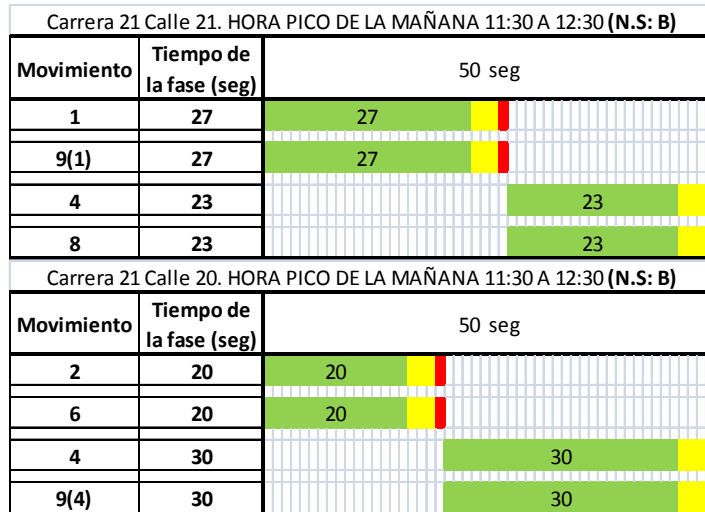 Carrera 21 Calle 21. HORA PICO DE LA MAÑANA 11:30 A 12:30 (N.S: B)
Movimiento Tiempo de la fase (seg) 50 seg
1 27 27
9(1) 27 27
4 23 23
8 23 23
Carrera 21 Calle 20. HORA PICO DE LA MAÑANA 11:30 A 12:30 (N.S: B)
Movimiento Tiempo de la fase (seg) 50 seg
2 20 20
6 20 20
4 30 30
9(4) 30 30